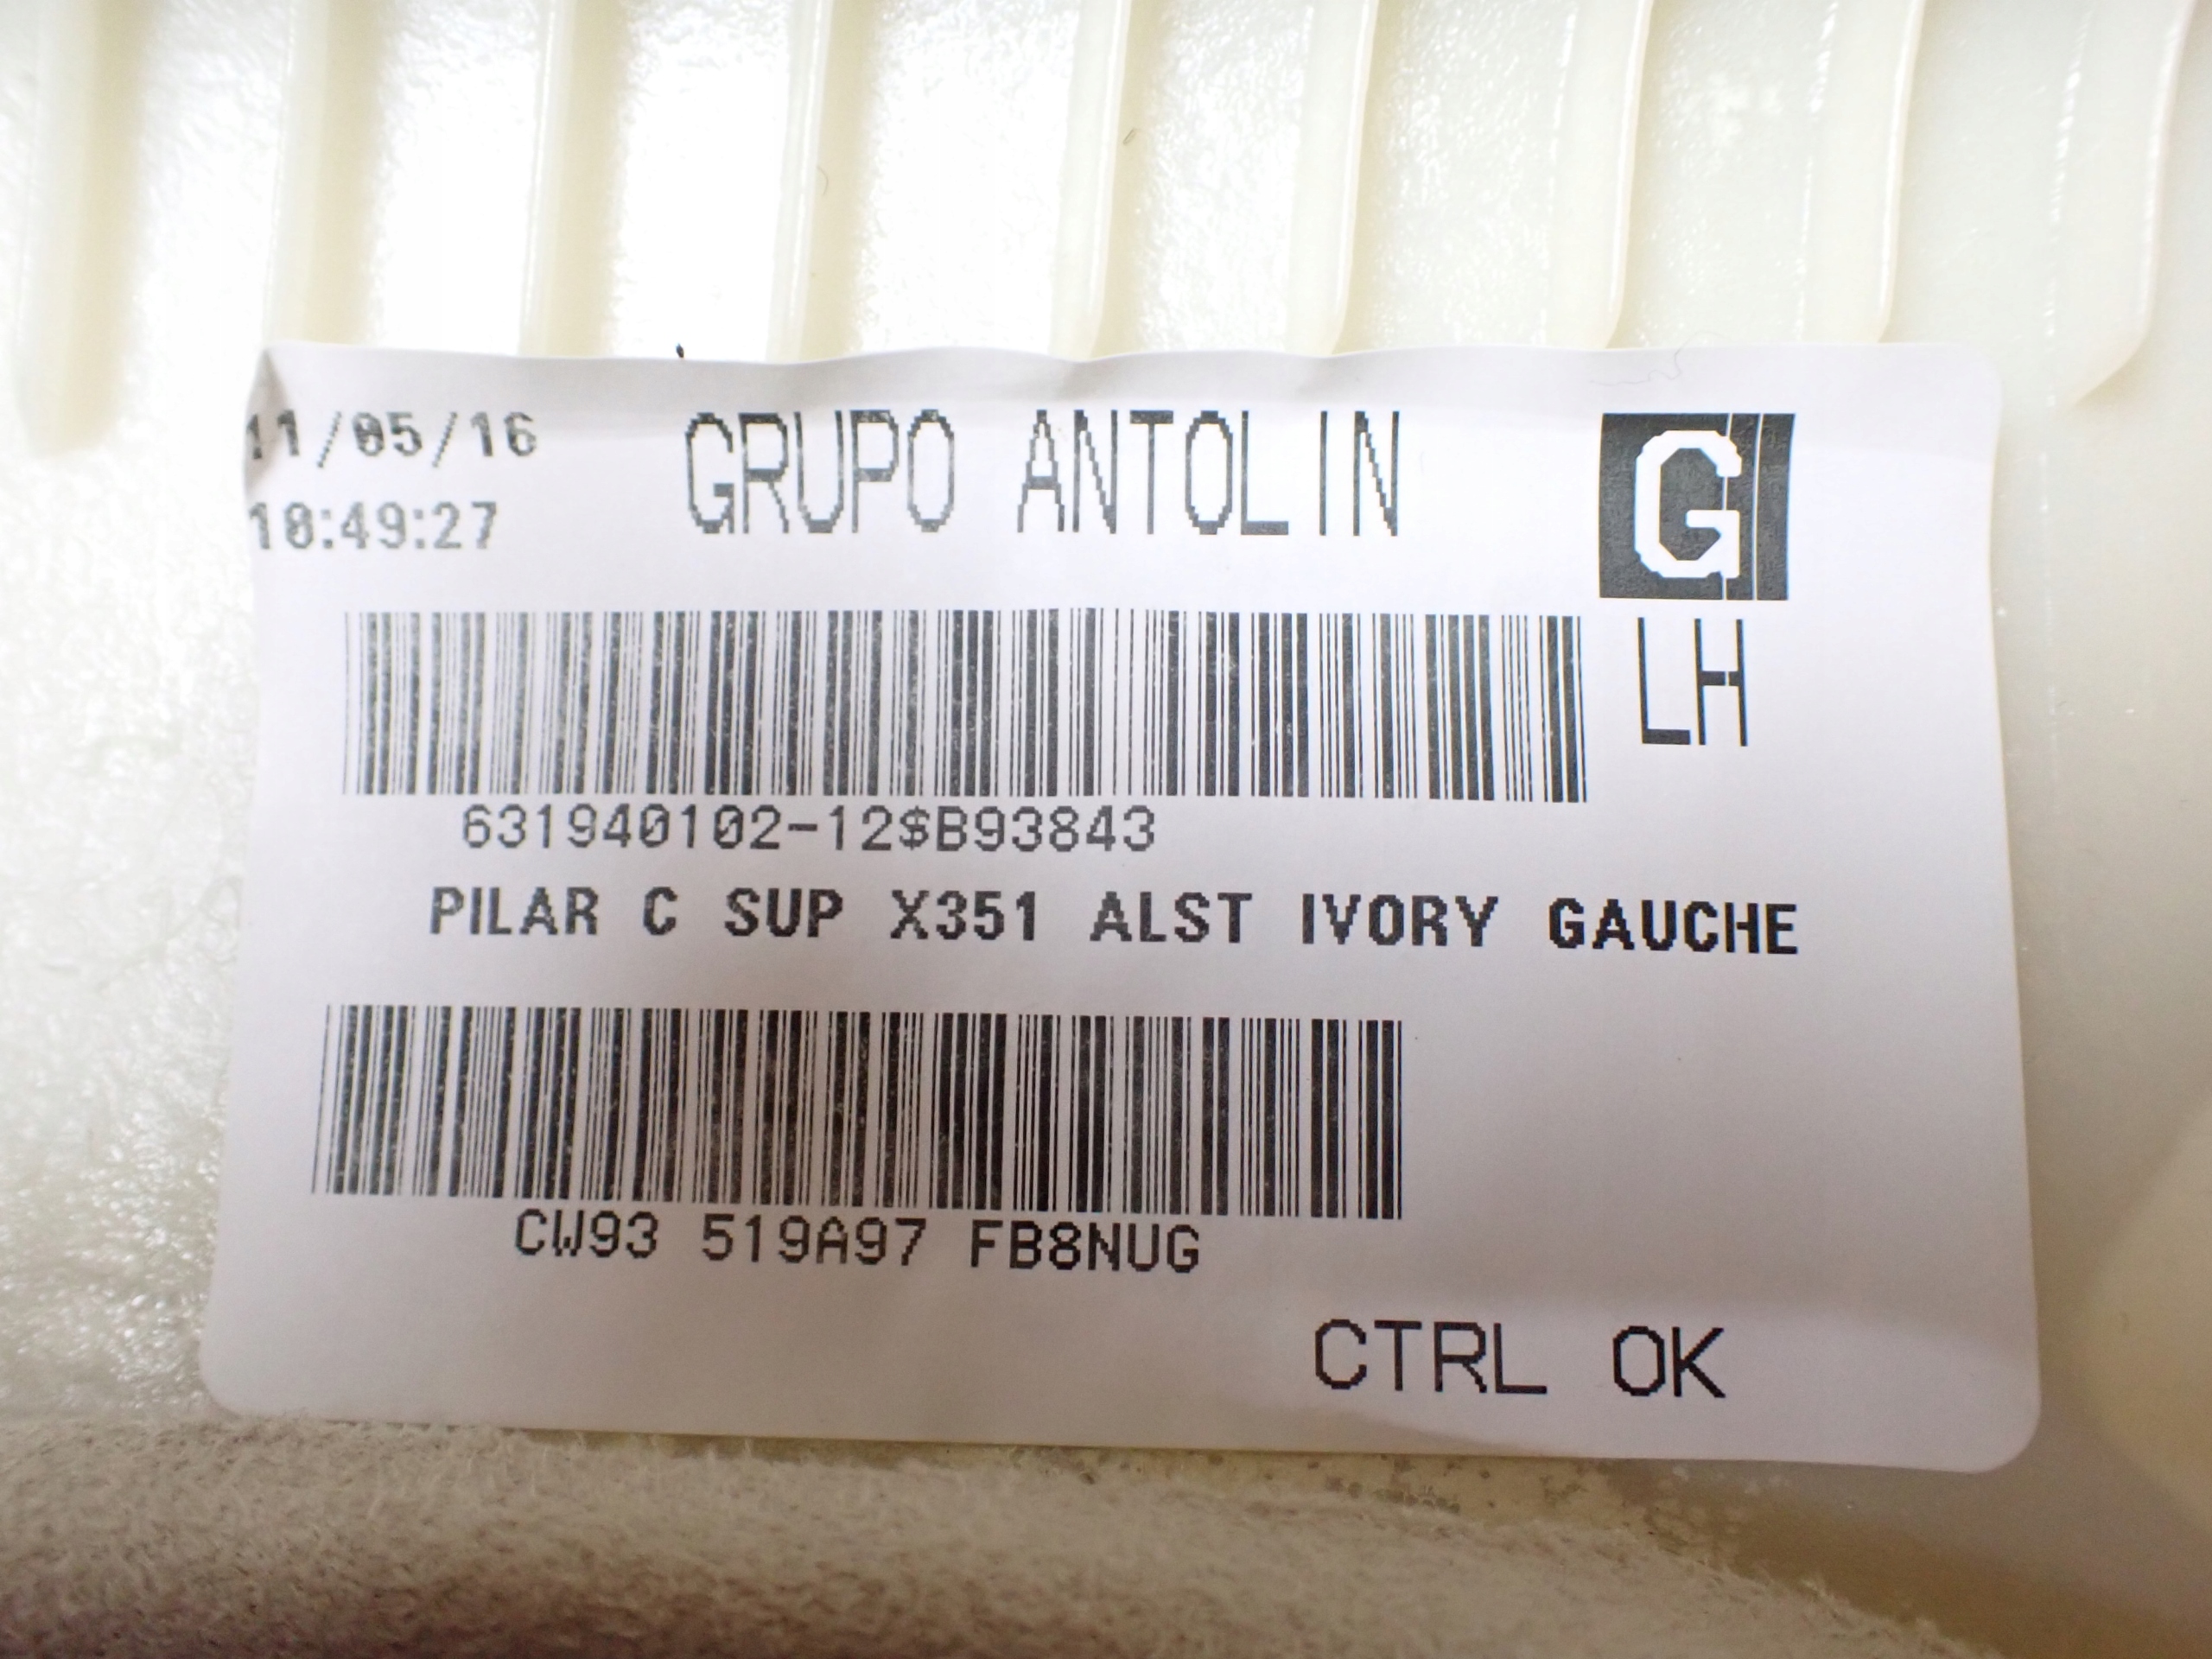 11/05/16
GRUPO ANTOLIN
G
10:49:27
LH
631940102-12$B93843
PILAR C SUP X351 ALST IVORY GAUCHE
CW93 519A97 FB8NUG
CTRL OK